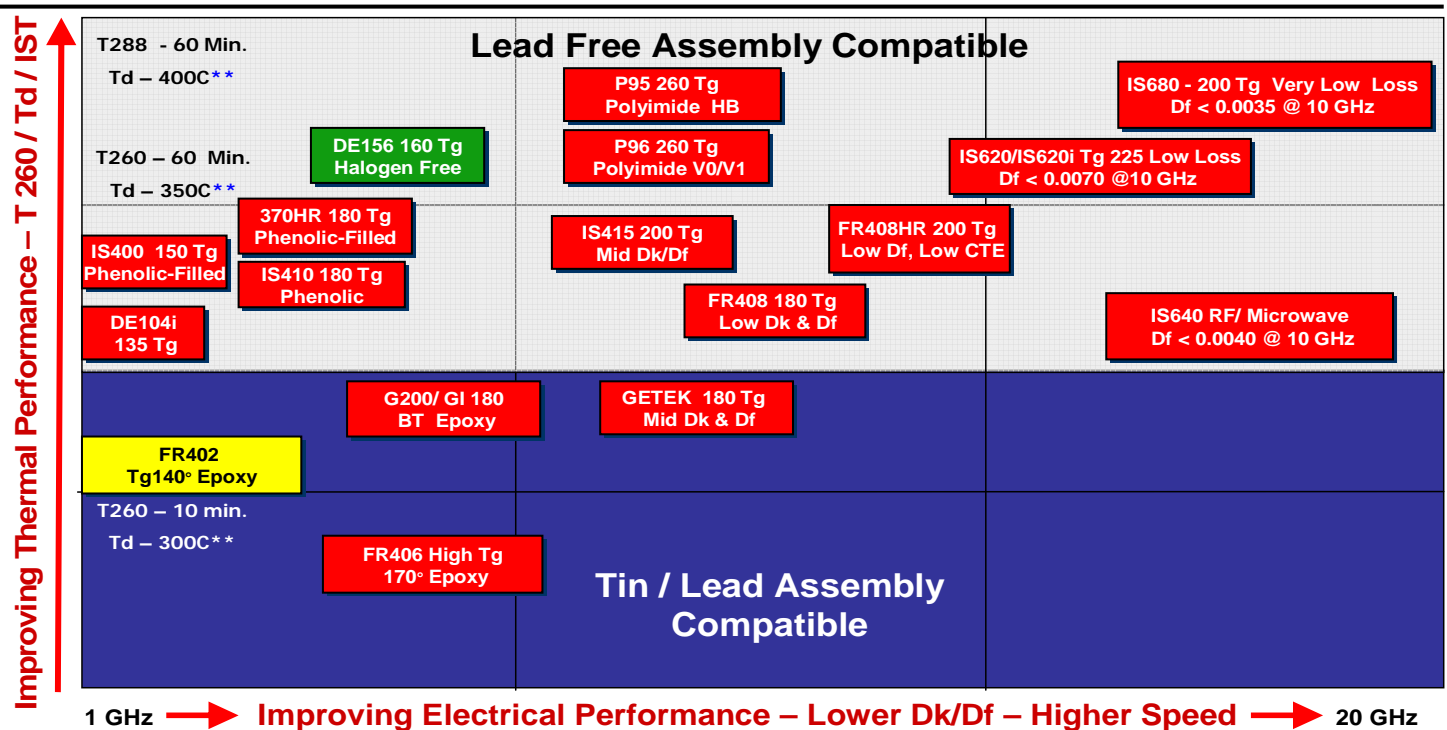 Improving Thermal Performance – T 260 / Td / IST
Lead Free Assembly Compatible
T288 - 60 Min.
Td – 400C**
P95 260 Tg
Polyimide HB
IS680 - 200 Tg Very Low Loss
Df < 0.0035 @ 10 GHz
T260 – 60 Min.
Td – 350C**
DE156 160 Tg
Halogen Free
P96 260 Tg
Polyimide V0/V1
IS620/IS620i Tg 225 Low Loss
Df < 0.0070 @10 GHz
370HR 180 Tg
Phenolic-Filled
IS400 150 Tg
Phenolic-Filled
IS410 180 Tg
Phenolic
IS415 200 Tg
Mid Dk/Df
FR408HR 200 Tg
Low Df, Low CTE
DE104i
135 Tg
FR408 180 Tg
Low Dk & Df
IS640 RF/ Microwave
Df < 0.0040 @ 10 GHz
G200/ GI 180
BT Epoxy
GETEK 180 Tg
Mid Dk & Df
FR402
Tg140° Epoxy
T260 – 10 min.
Td – 300C**
FR406 High Tg
170° Epoxy
Tin / Lead Assembly
Compatible
1 GHz
Improving Electrical Performance – Lower Dk/Df – Higher Speed
20 GHz